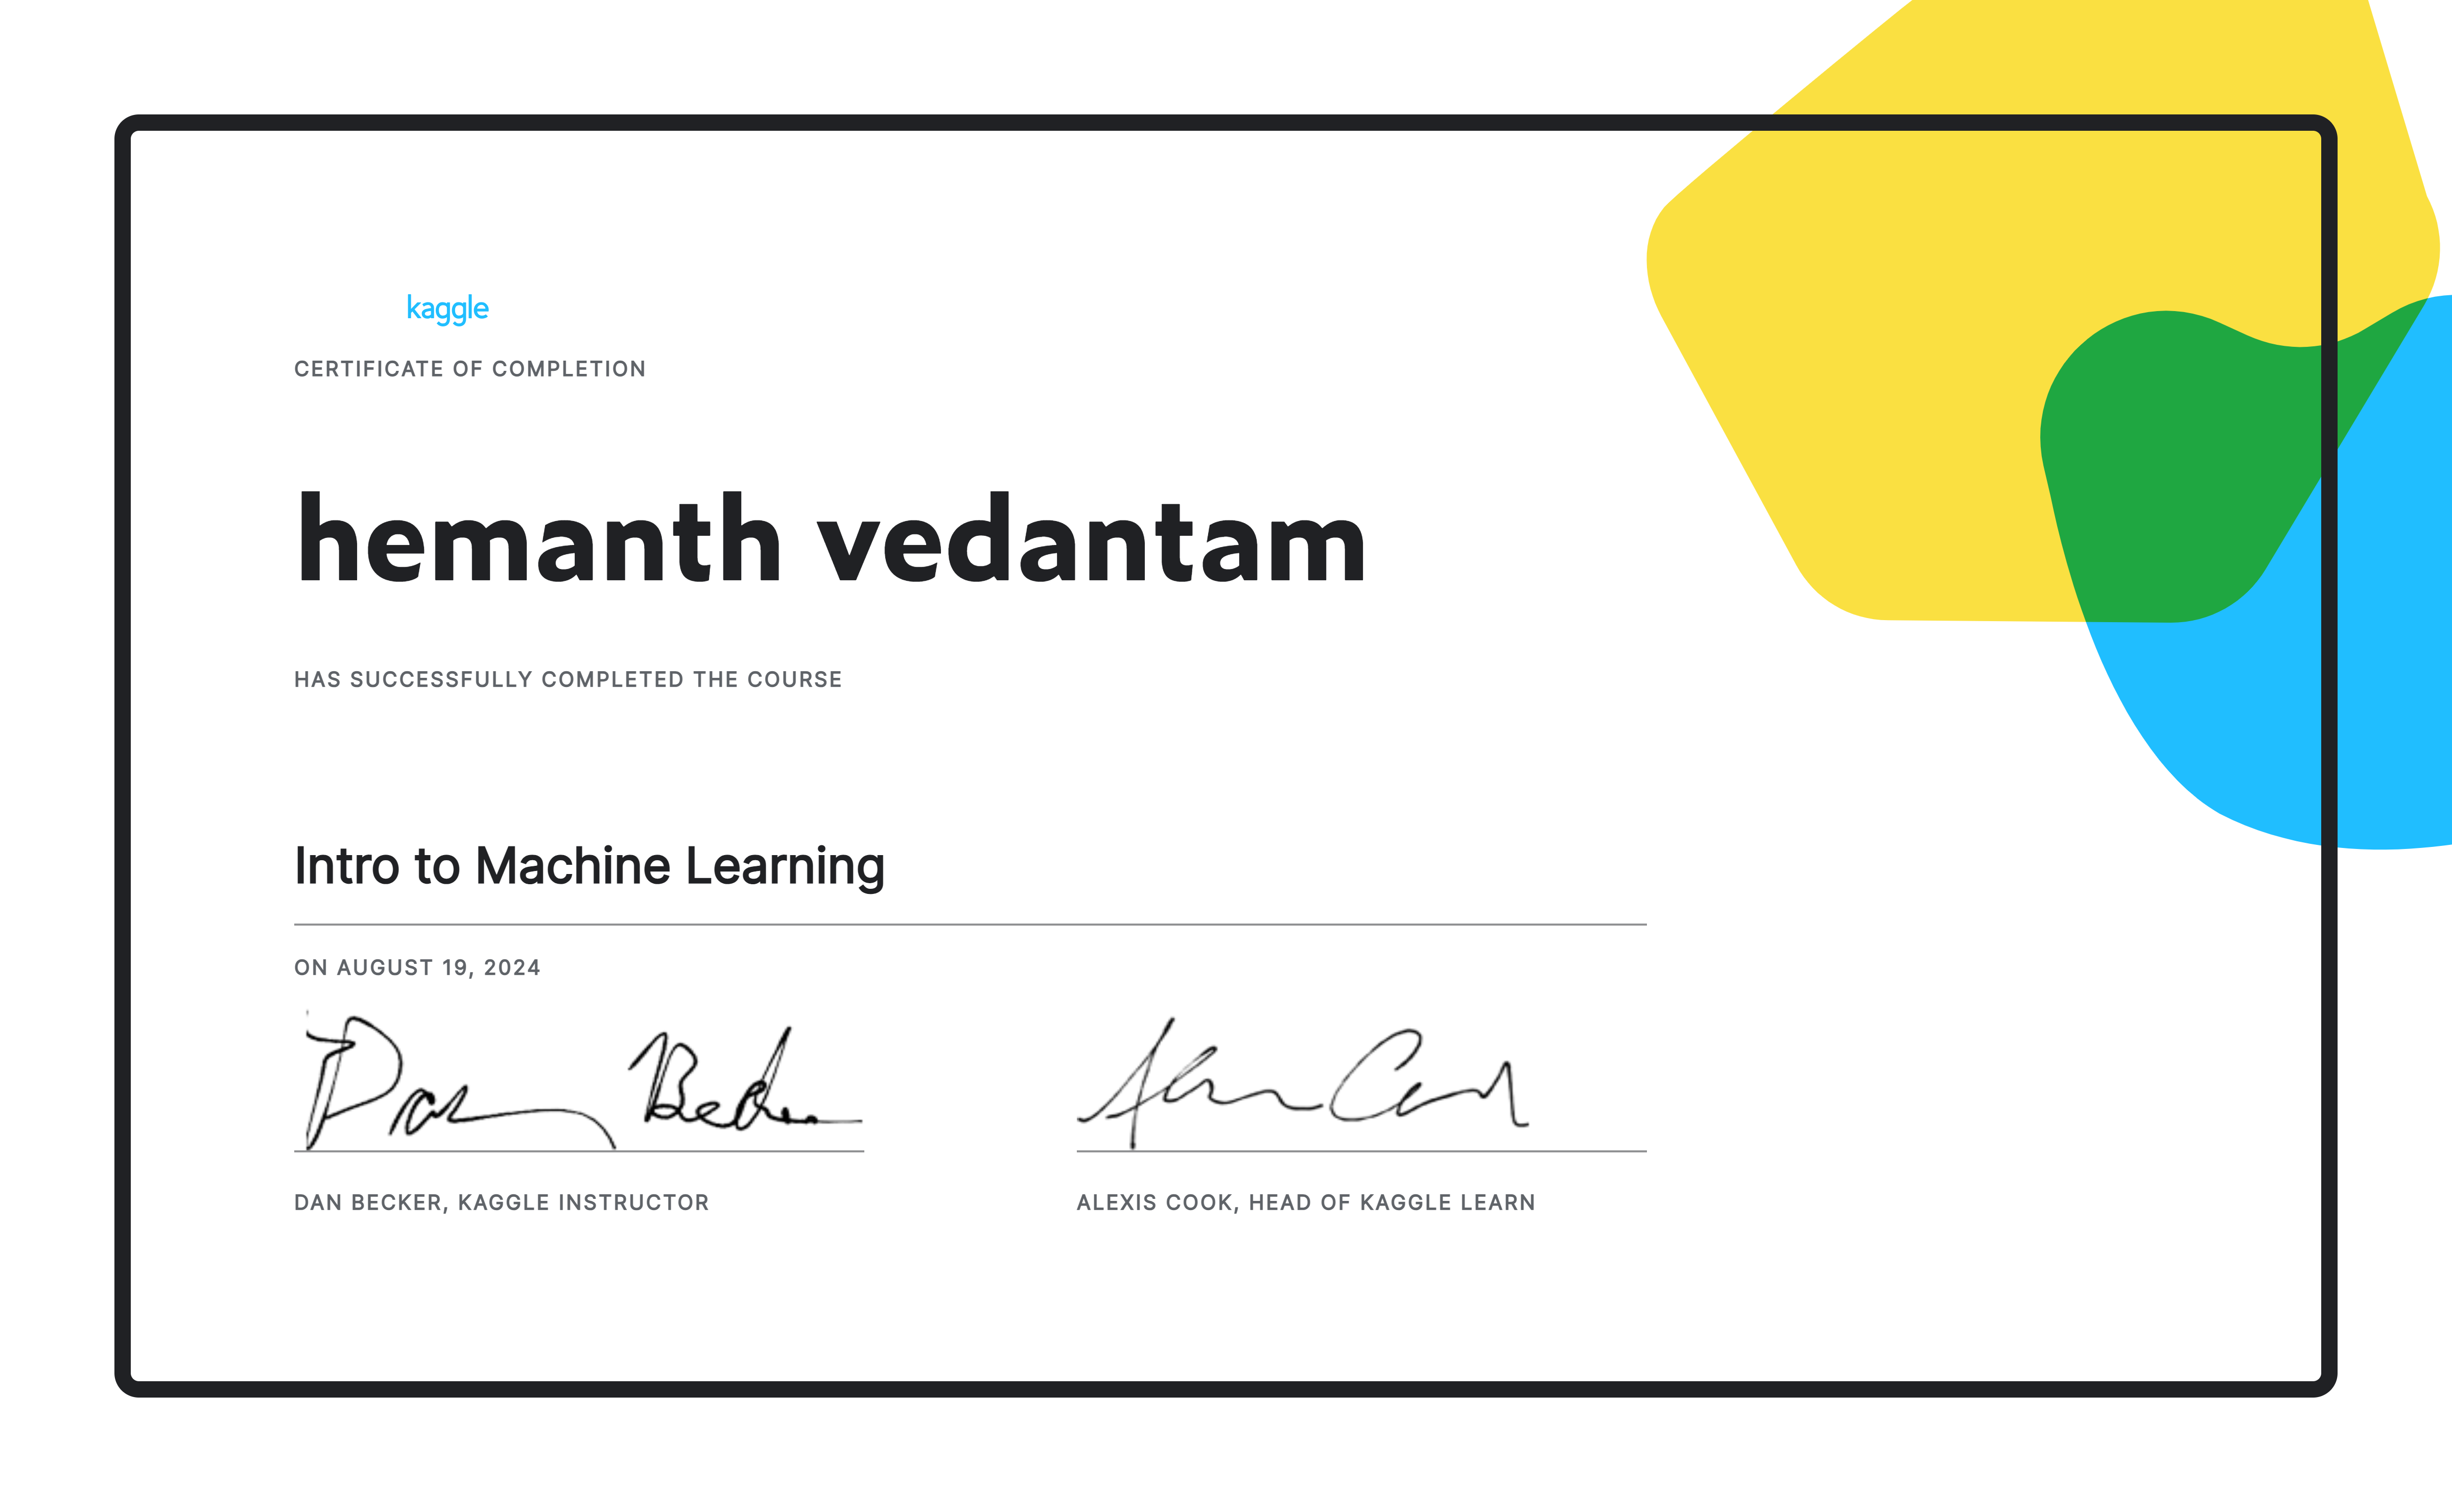 kaggle
CERTIFICATE OF COMPLETION
hemanth vedantam
HAS SUCCESSFULLY COMPLETED THE COURSE
Intro to Machine Learning
ON AUGUST 19, 2024
Dan Becker
Alexis Cook
DAN BECKER, KAGGLE INSTRUCTOR
ALEXIS COOK, HEAD OF KAGGLE LEARN